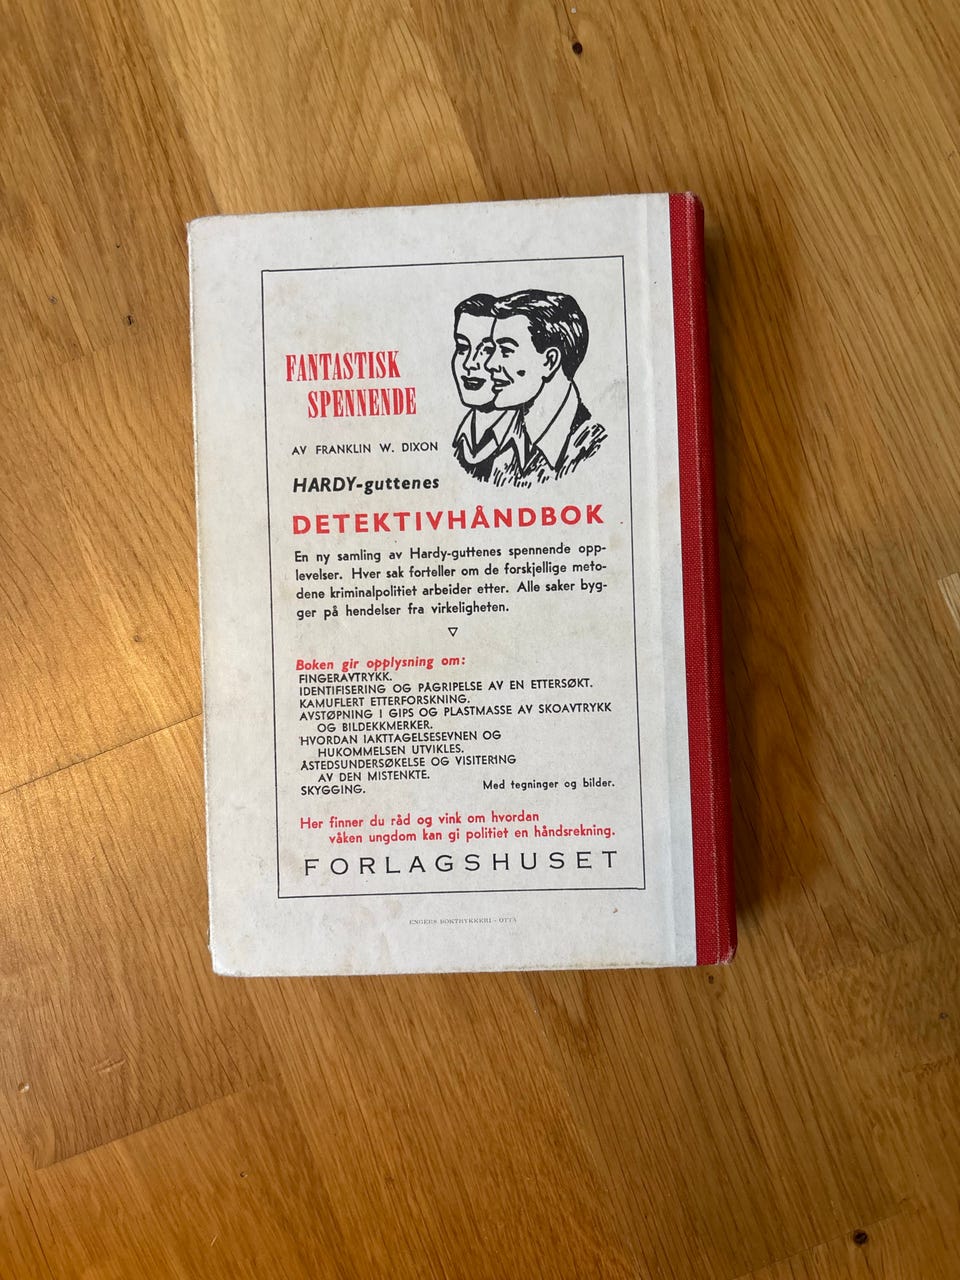 FANTASTISK
SPENNENDE
AV FRANKLIN W. DIXON
HARDY-guttenes
DETEKTIVHÅNDBOK
En ny samling av Hardy-guttenes spennende opp-
levelser. Hver sak forteller om de forskjellige meto-
dene kriminalpolitiet arbeider etter. Alle saker byg-
ger på hendelser fra virkeligheten.
Boken gir opplysning om:
FINGERAVTRYKK.
IDENTIFISERING OG PÅGRIPELSE AV EN ETTERSØKT.
KAMUFLERT ETTERFORSKNING.
AVSTØPNING I GIPS OG PLASTMASSE AV SKOAVTRYKK
OG BILDEKKMERKER.
HVORDAN IAKTTAGELSESEVNEN OG
HUKOMMELSEN UTVIKLES.
ÅSTEDSUNDERSØKELSE OG VISITERING
AV DEN MISTENKTE.
SKYGGING. Med tegninger og bilder.
Her finner du råd og vink om hvordan
våken ungdom kan gi politiet en håndsrekning.
FORLAGSHUSET
ENGERS BOKTRYKKERI - OTTA